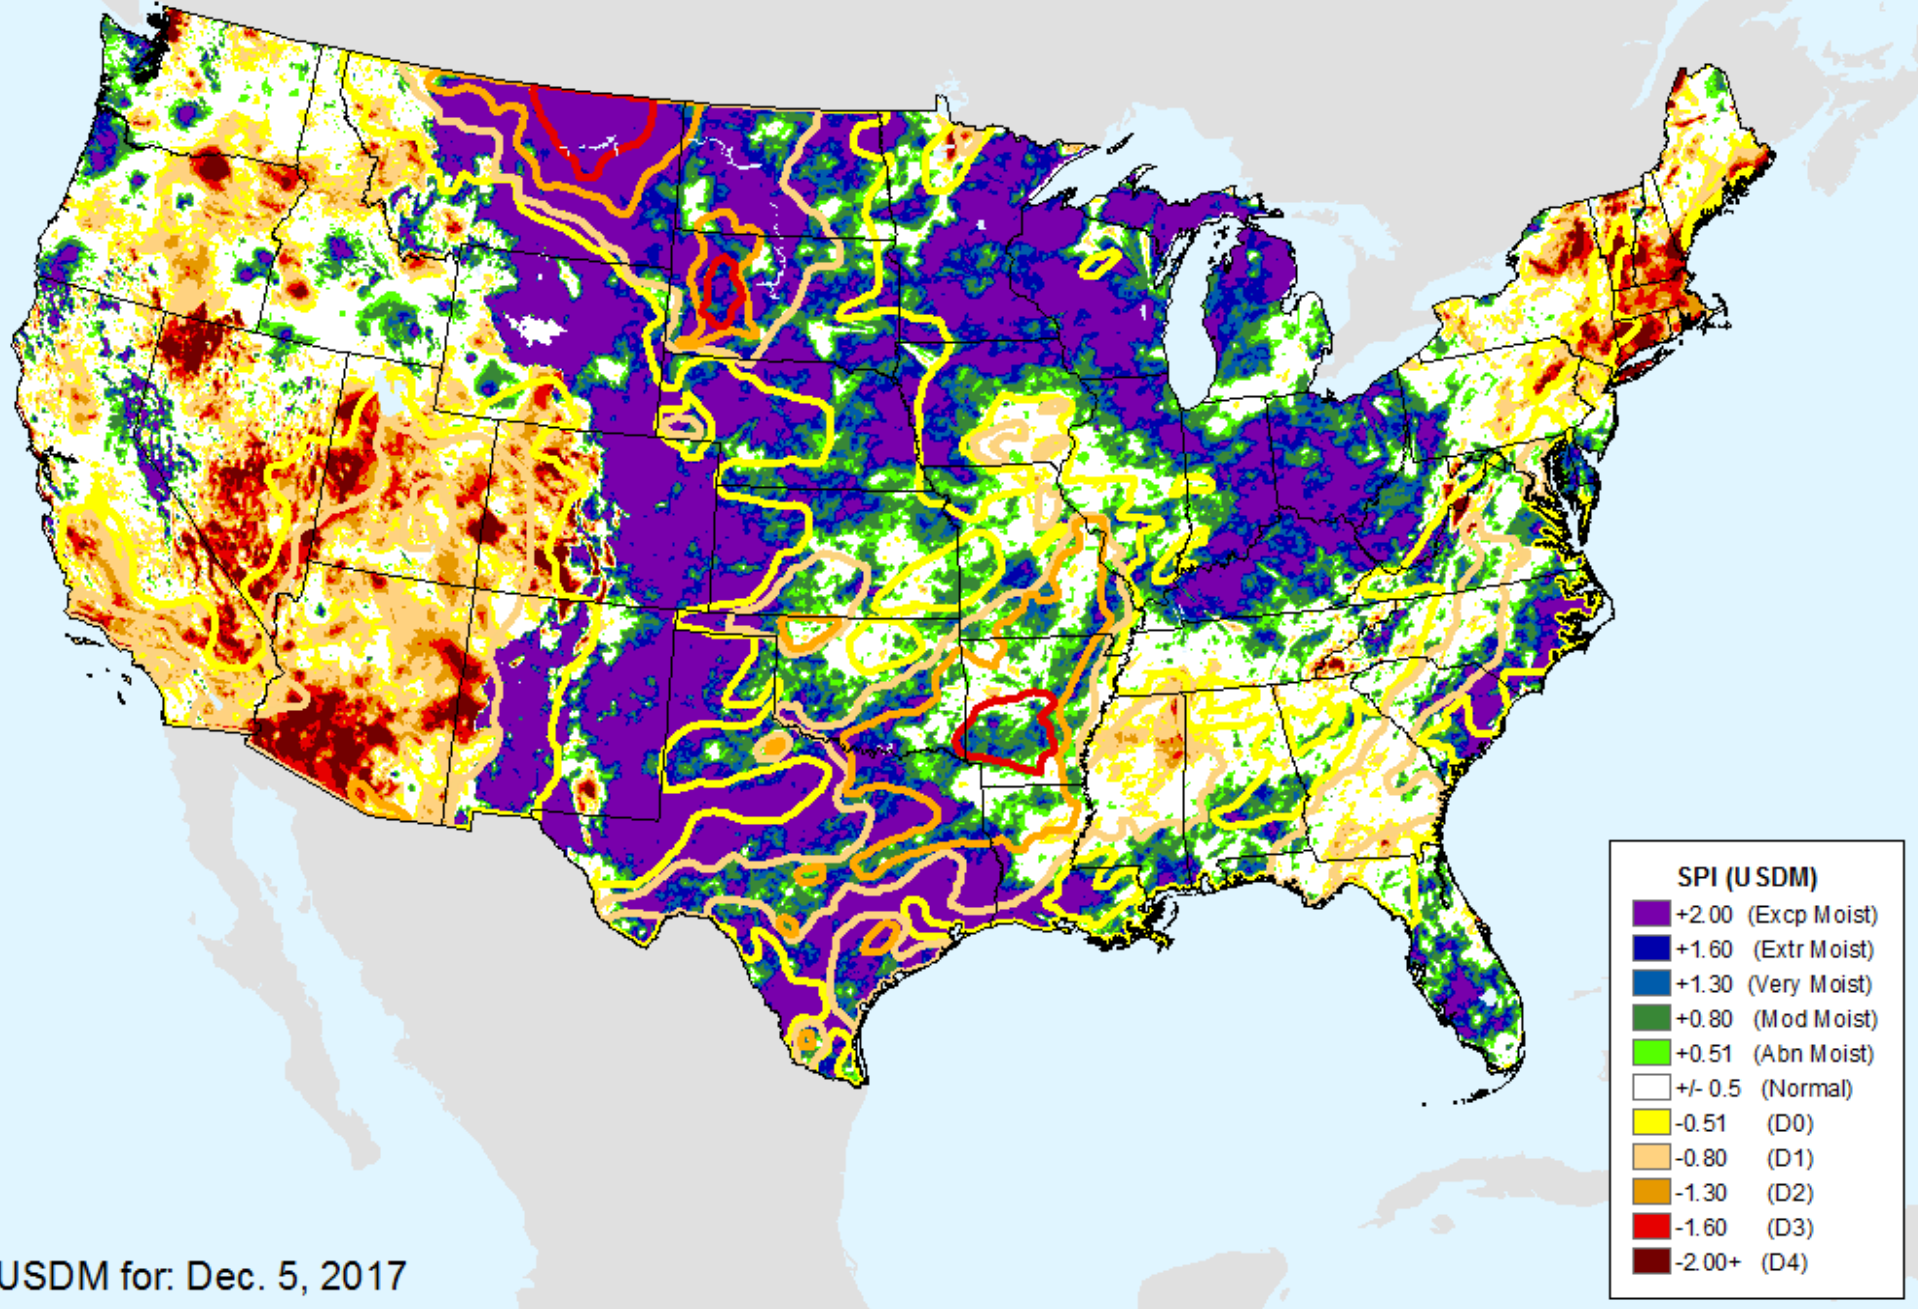 SPI (USDM)
+2.00 (Excp Moist)
+1.60 (Extr Moist)
+1.30 (Very Moist)
+0.80 (Mod Moist)
+0.51 (Abn Moist)
+/- 0.5 (Normal)
-0.51 (D0)
-0.80 (D1)
-1.30 (D2)
-1.60 (D3)
-2.00+ (D4)
USDM for: Dec. 5, 2017